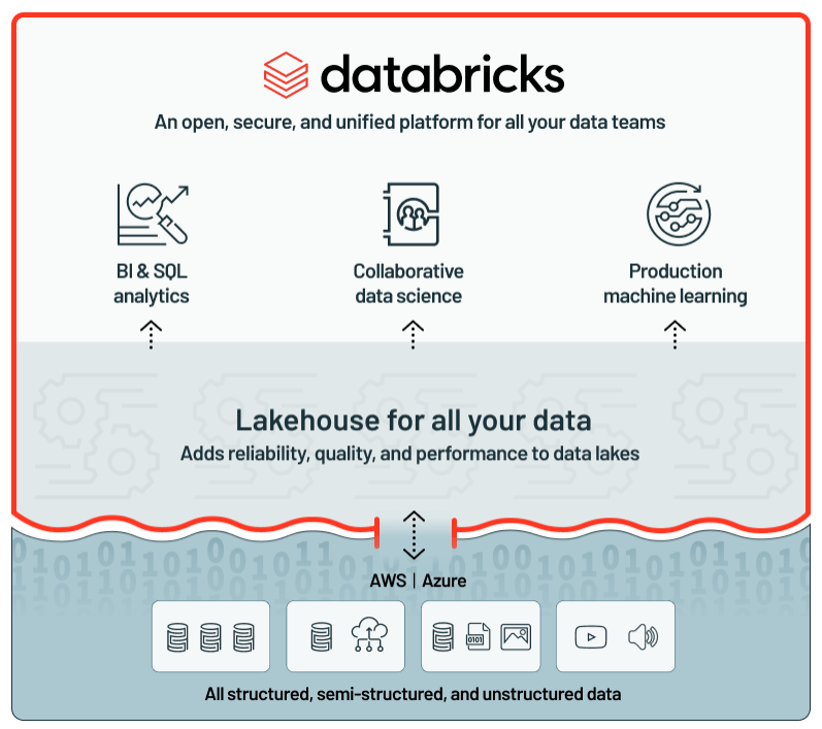 databricks
An open, secure, and unified platform for all your data teams
BI & SQL
analytics
Collaborative
data science
Production
machine learning
Lakehouse for all your data
Adds reliability, quality, and performance to data lakes
AWS | Azure
0101
All structured, semi-structured, and unstructured data